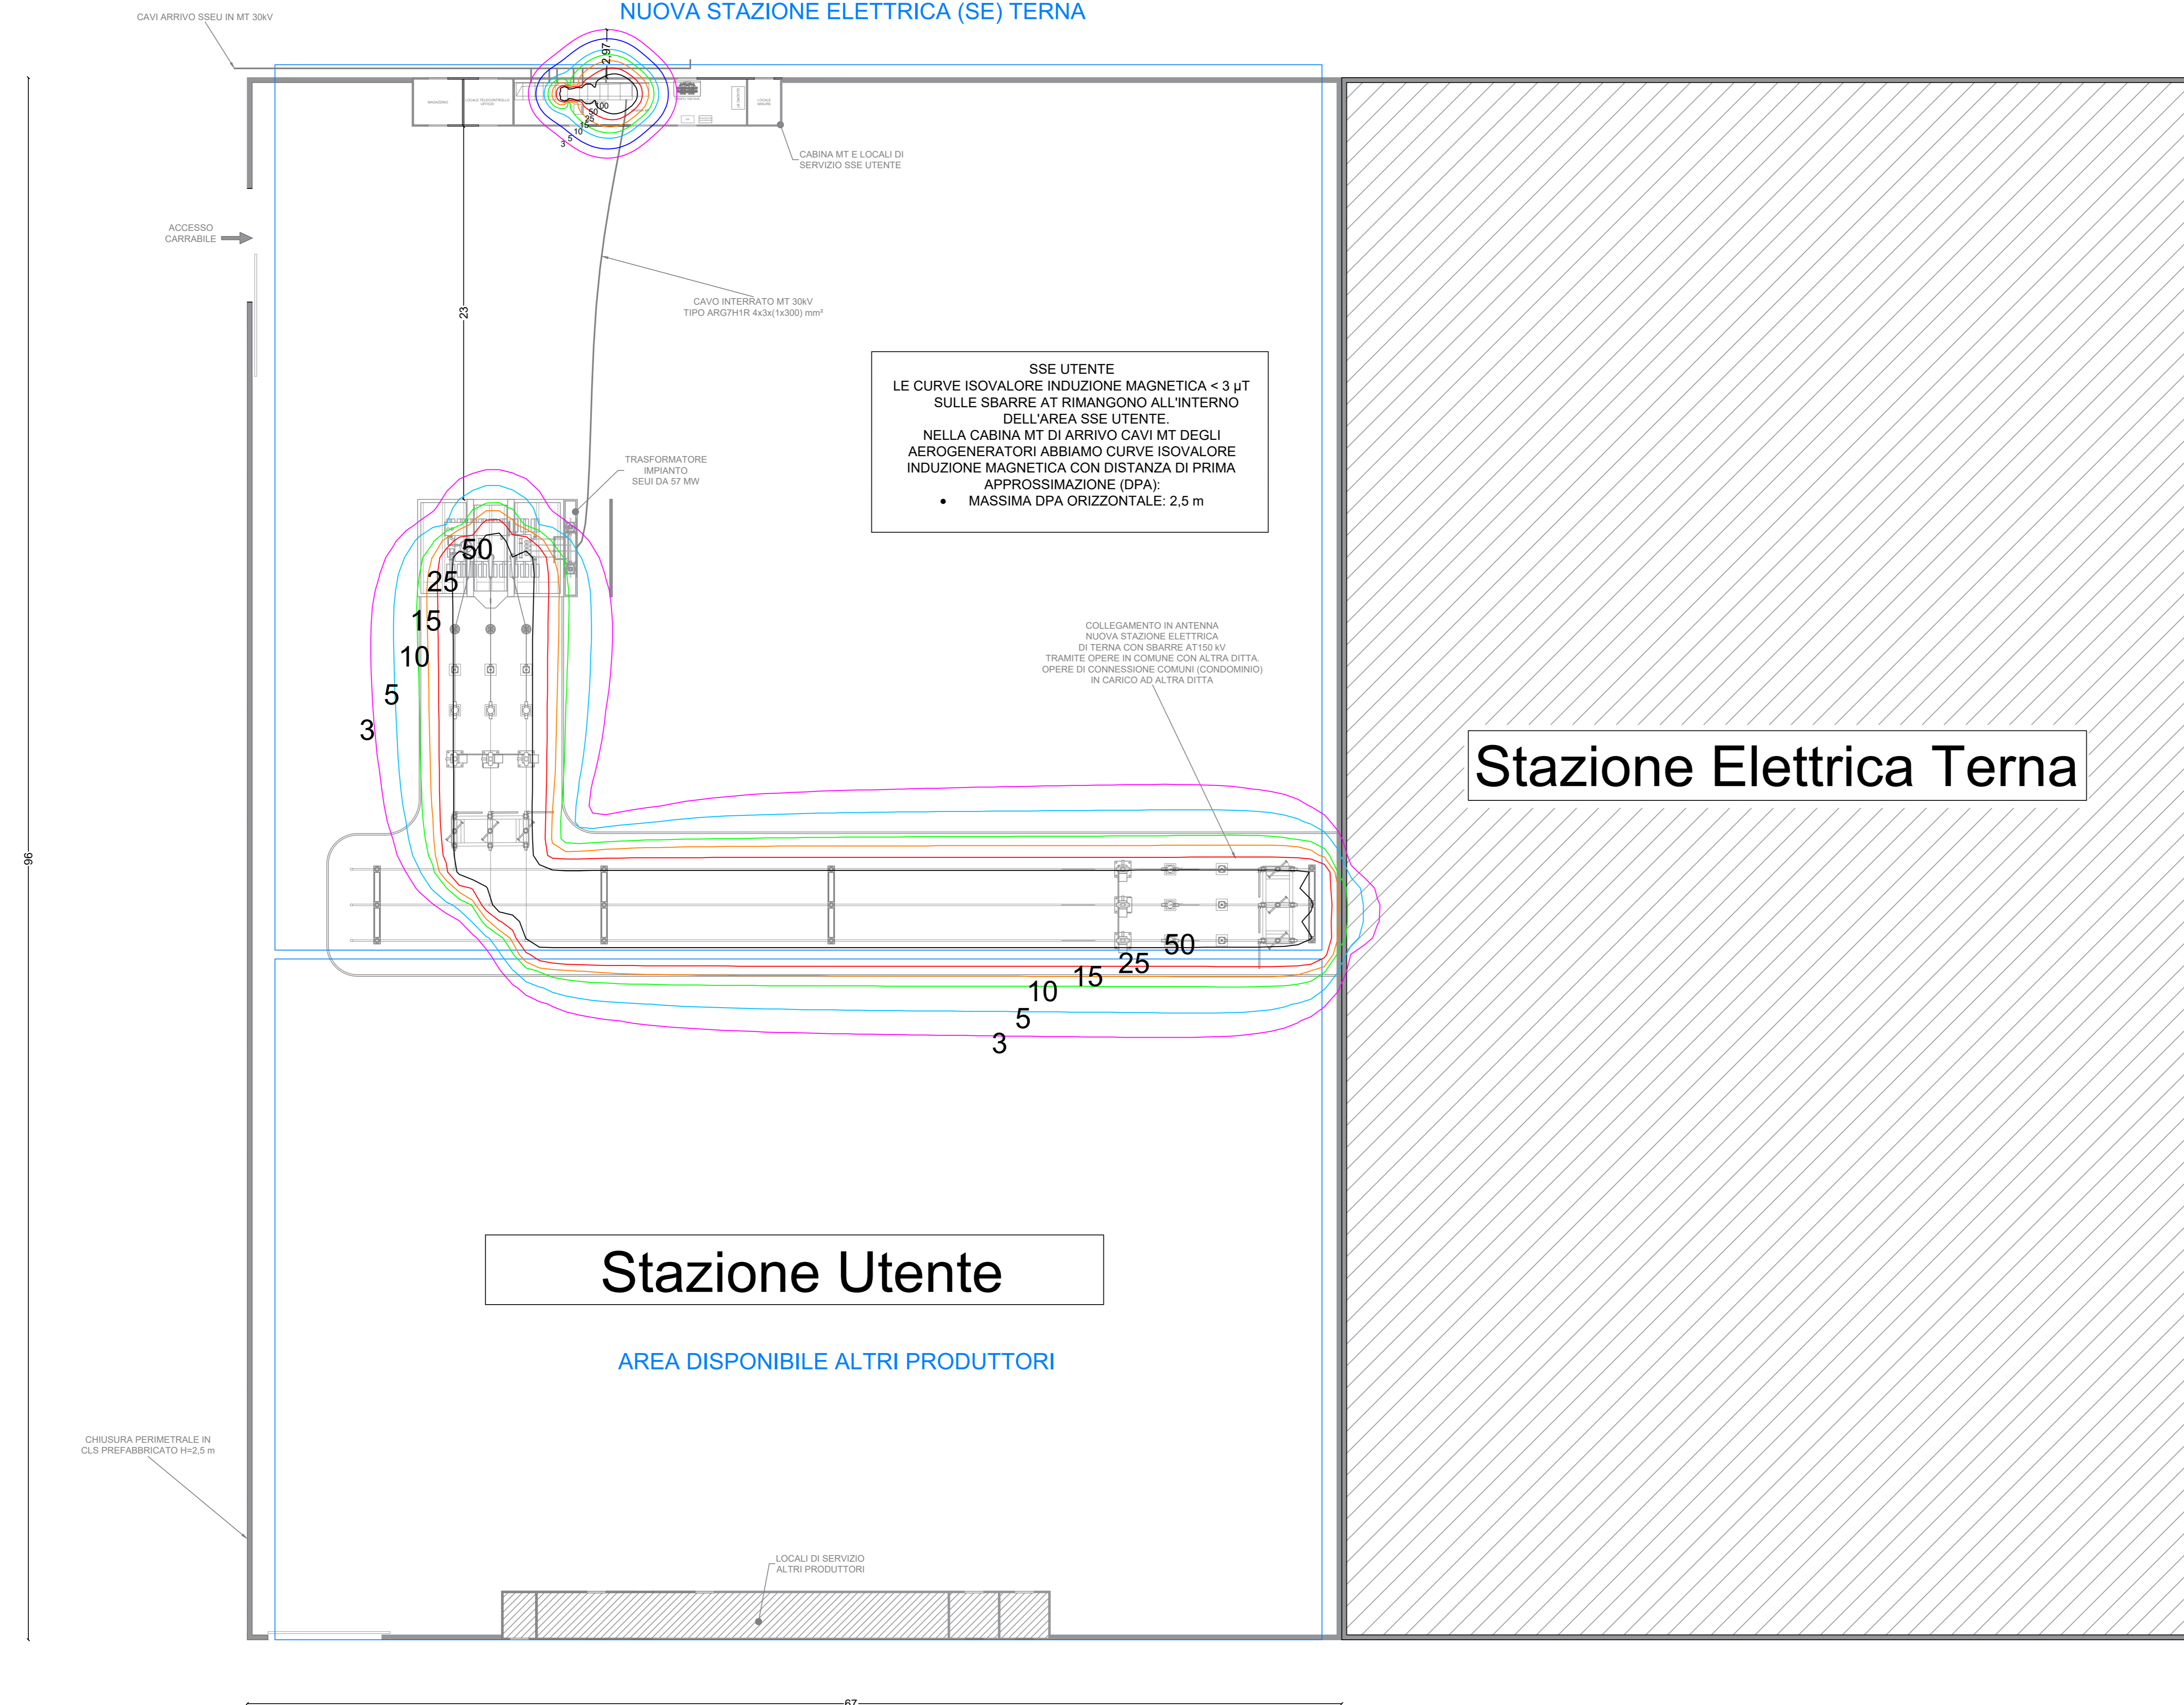 NUOVA STAZIONE ELETTRICA (SE) TERNA
CAVI ARRIVO SSEU IN MT 30kV
2,97
MAGAZZINO
LOCALE TELECONTROLLO
UFFICIO
LOCALE
MISURE
100
50
25
15
10
5
3
CABINA MT E LOCALI DI
SERVIZIO SSE UTENTE
ACCESSO
CARRABILE
23
CAVO INTERRATO MT 30kV
TIPO ARG7H1R 4x3x(1x300) mm²
SSE UTENTE
LE CURVE ISOVALORE INDUZIONE MAGNETICA < 3 µT
SULLE SBARRE AT RIMANGONO ALL'INTERNO
DELL'AREA SSE UTENTE.
NELLA CABINA MT DI ARRIVO CAVI MT DEGLI
AEROGENERATORI ABBIAMO CURVE ISOVALORE
INDUZIONE MAGNETICA CON DISTANZA DI PRIMA
APPROSSIMAZIONE (DPA):
• MASSIMA DPA ORIZZONTALE: 2,5 m
TRASFORMATORE
IMPIANTO
SEUI DA 57 MW
50
25
15
10
5
3
COLLEGAMENTO IN ANTENNA
NUOVA STAZIONE ELETTRICA
DI TERNA CON SBARRE AT150 kV
TRAMITE OPERE IN COMUNE CON ALTRA DITTA.
OPERE DI CONNESSIONE COMUNI (CONDOMINIO)
IN CARICO AD ALTRA DITTA
Stazione Elettrica Terna
96
50
25
15
10
5
3
Stazione Utente
AREA DISPONIBILE ALTRI PRODUTTORI
CHIUSURA PERIMETRALE IN
CLS PREFABBRICATO H=2,5 m
LOCALI DI SERVIZIO
ALTRI PRODUTTORI
67